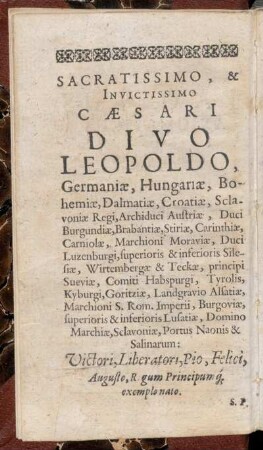 SACRATISSIMO, &
INVICTISSIMO
CÆSARI
DIVO
LEOPOLDO,
Germaniæ, Hungariæ, Bo-
hemiæ, Dalmatiæ, Croatiæ, Scla-
voniæ Regi, Archiduci Austriæ, Duci
Burgundiæ, Brabantiæ, Stiriæ, Carinthiæ,
Carniolæ, Marchioni Moraviæ, Duci
Luzenburgi, superioris & inferioris Sile-
siæ, Wirtembergæ & Teckæ, principi
Sueviæ, Comiti Habspurgi, Tyrolis,
Kyburgi, Goritziæ, Landgravio Alsatiæ,
Marchioni S. Rom. Imperii, Burgoviæ,
superioris & inferioris Lusatiæ, Domino
Marchiæ, Sclavoniæ, Portus Naonis &
Salinarum:
Victori, Liberatori, Pio, Felici,
Auguste, R. gum Principum q́,
exemplo nato.
S. P.